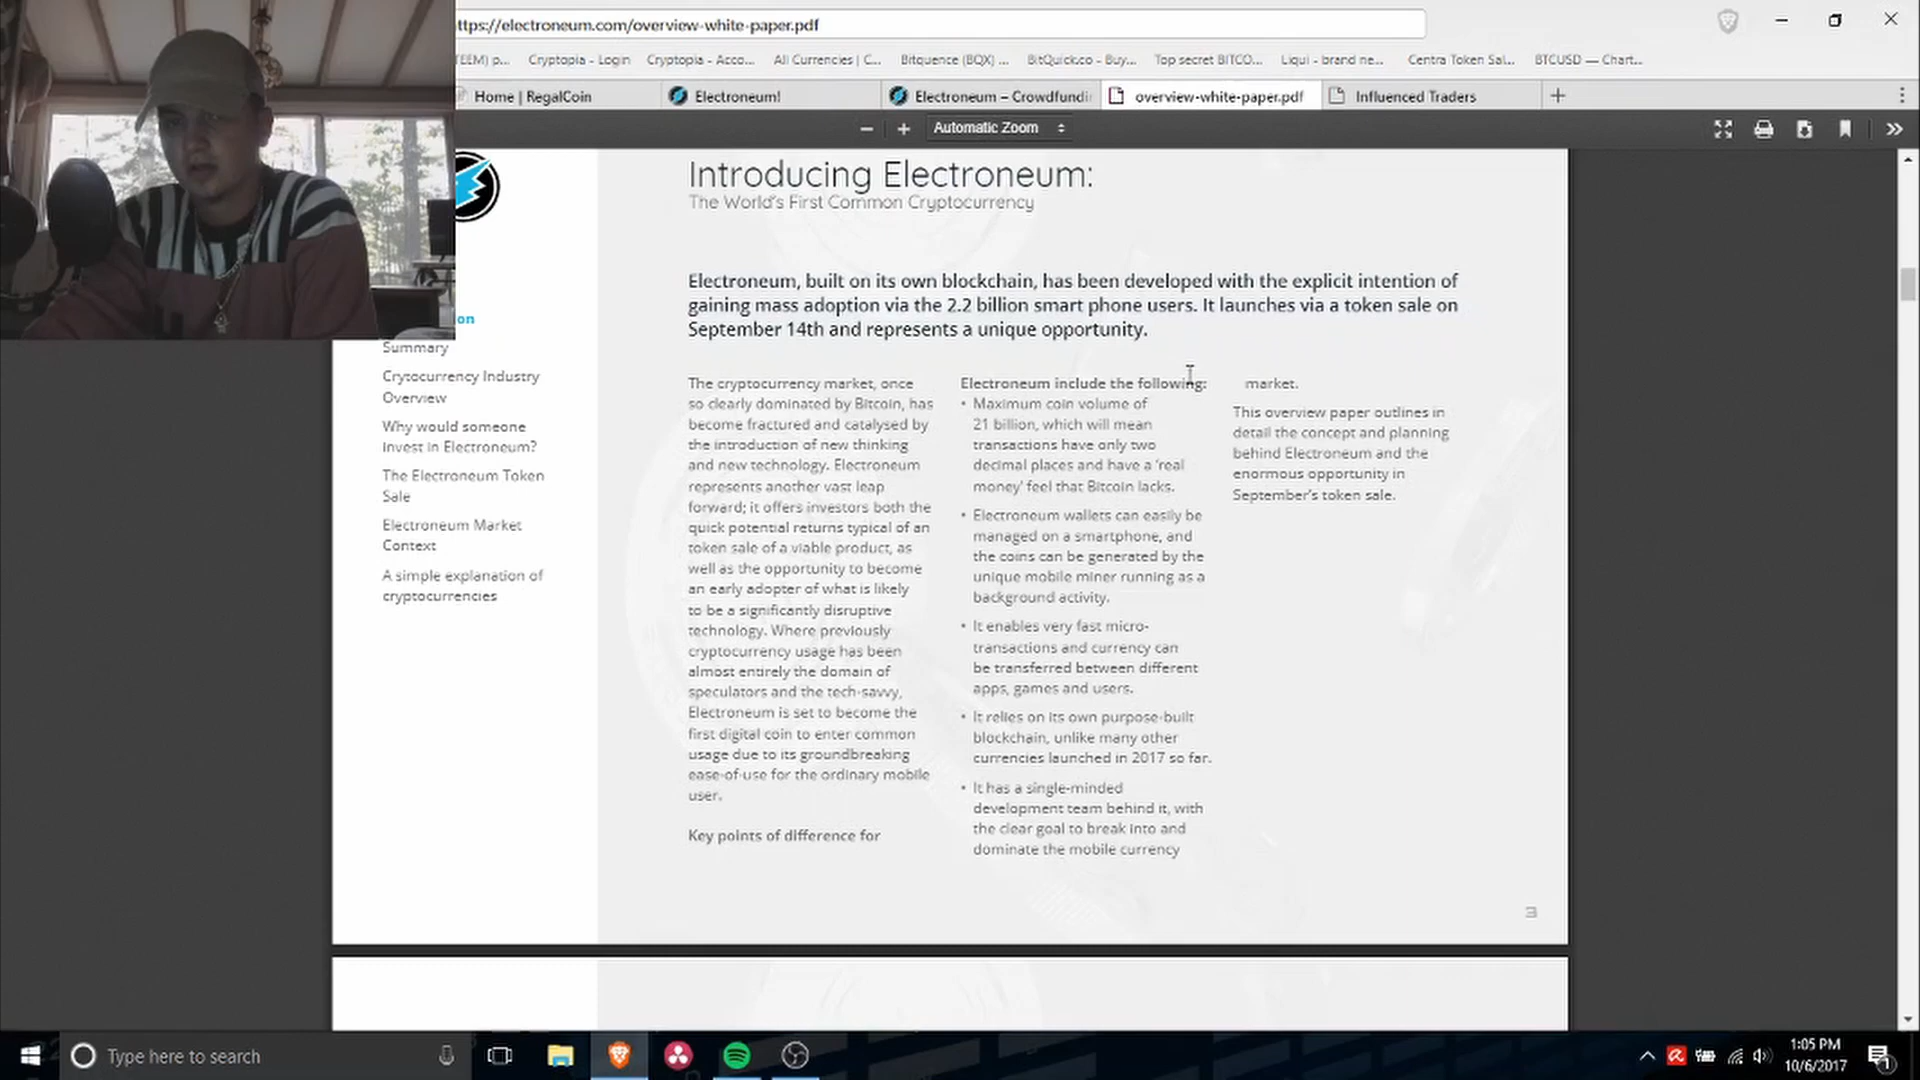 ttps://electroneum.com/overview-white-paper.pdf
TEEM) p... Cryptopia - Login Cryptopia - Acco... All Currencies | C... Bitquence (BQX) ... BitQuick.co - Buy... Top secret BITCO... Liqui - brand ne... Centra Token Sal... BTCUSD — Chart...
Home | RegalCoin Electroneum! Electroneum – Crowdfundi overview-white-paper.pdf Influenced Traders
Automatic Zoom
Introducing Electroneum:
The World's First Common Cryptocurrency
Electroneum, built on its own blockchain, has been developed with the explicit intention of
gaining mass adoption via the 2.2 billion smart phone users. It launches via a token sale on
September 14th and represents a unique opportunity.
on
Summary
Crytocurrency Industry
Overview
Why would someone
invest in Electroneum?
The Electroneum Token
Sale
Electroneum Market
Context
A simple explanation of
cryptocurrencies
The cryptocurrency market, once
so clearly dominated by Bitcoin, has
become fractured and catalysed by
the introduction of new thinking
and new technology. Electroneum
represents another vast leap
forward; it offers investors both the
quick potential returns typical of an
token sale of a viable product, as
well as the opportunity to become
an early adopter of what is likely
to be a significantly disruptive
technology. Where previously
cryptocurrency usage has been
almost entirely the domain of
speculators and the tech-savvy,
Electroneum is set to become the
first digital coin to enter common
usage due to its groundbreaking
ease-of-use for the ordinary mobile
user.
Key points of difference for
Electroneum include the following:
• Maximum coin volume of
21 billion, which will mean
transactions have only two
decimal places and have a 'real
money' feel that Bitcoin lacks.
• Electroneum wallets can easily be
managed on a smartphone, and
the coins can be generated by the
unique mobile miner running as a
background activity.
• It enables very fast micro-
transactions and currency can
be transferred between different
apps, games and users.
• It relies on its own purpose-built
blockchain, unlike many other
currencies launched in 2017 so far.
• It has a single-minded
development team behind it, with
the clear goal to break into and
dominate the mobile currency
market.
This overview paper outlines in
detail the concept and planning
behind Electroneum and the
enormous opportunity in
September's token sale.
3
Type here to search
1:05 PM
10/6/2017
1